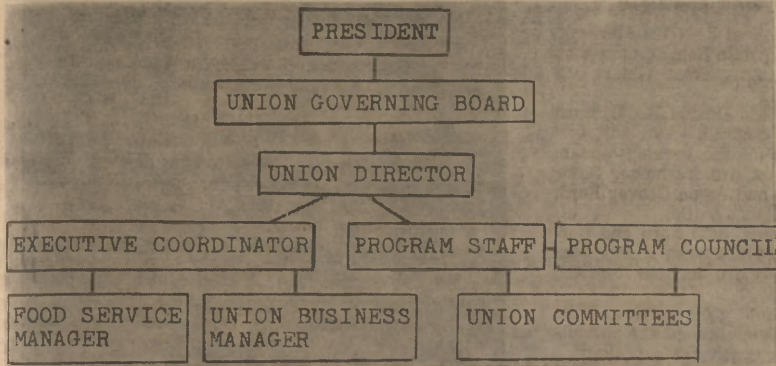 PRESIDENT
UNION GOVERNING BOARD
UNION DIRECTOR
EXECUTIVE COORDINATOR
PROGRAM STAFF
PROGRAM COUNCIL
FOOD SERVICE
MANAGER
UNION BUSINESS
MANAGER
UNION COMMITTEES